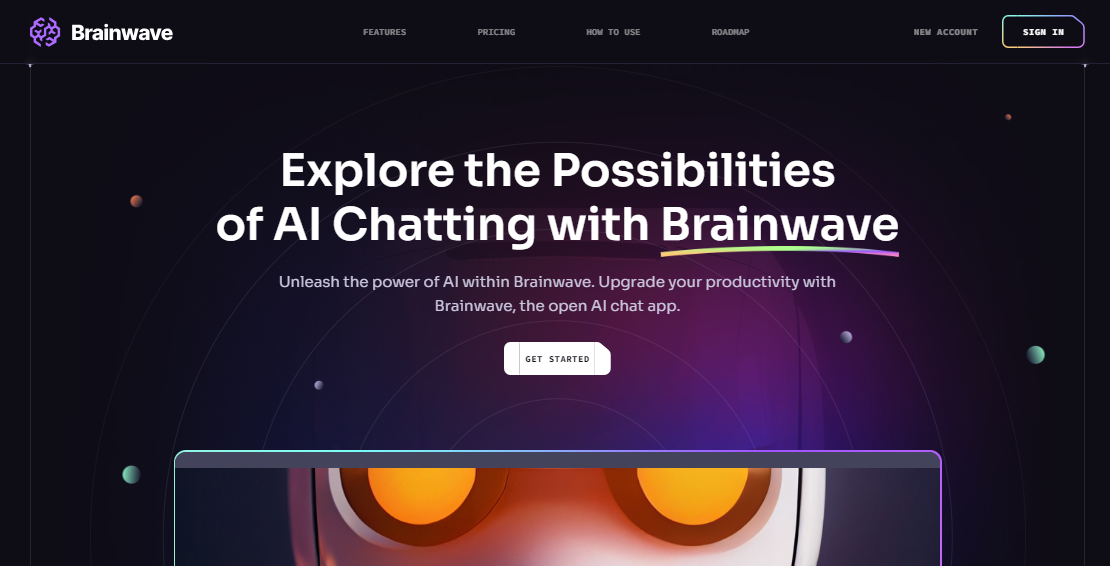 Brainwave
FEATURES
PRICING
HOW TO USE
ROADMAP
NEW ACCOUNT
SIGN IN
Explore the Possibilities
of AI Chatting with Brainwave
Unleash the power of AI within Brainwave. Upgrade your productivity with
Brainwave, the open AI chat app.
GET STARTED